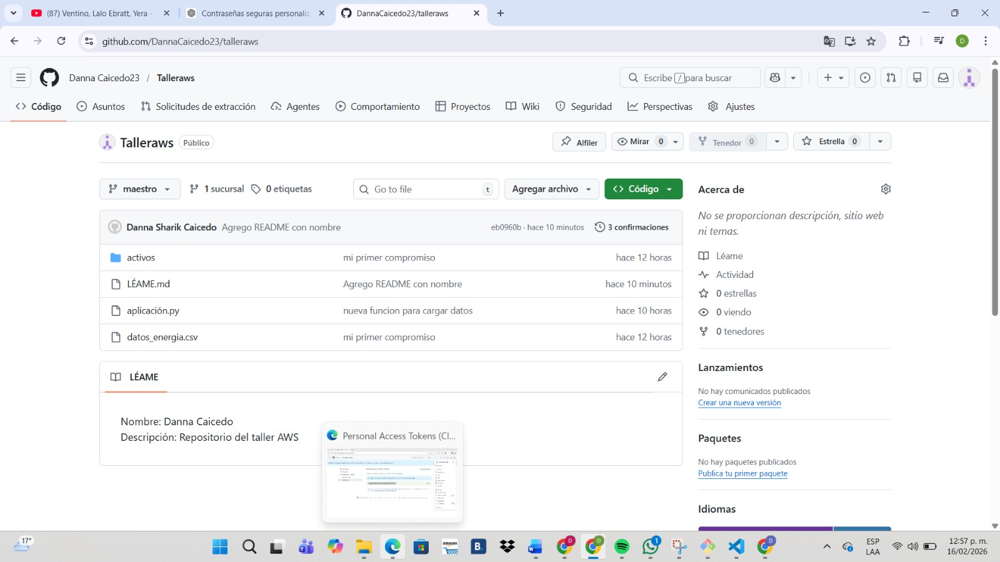 (87) Ventino, Lalo Ebratt, Yera -
Contraseñas seguras personaliz
DannaCaicedo23/talleraws
github.com/DannaCaicedo23/talleraws
D
Danna Caicedo23 / Talleraws
Escribe / para buscar
Código
Asuntos
Solicitudes de extracción
Agentes
Comportamiento
Proyectos
Wiki
Seguridad
Perspectivas
Ajustes
Talleraws
Público
Alfiler
Mirar 0
Tenedor 0
Estrella 0
maestro
1 sucursal
0 etiquetas
Go to file
t
Agregar archivo
Código
Danna Sharik Caicedo Agrego README con nombre
eb0960b · hace 10 minutos
3 confirmaciones
activos mi primer compromiso hace 12 horas
LÉAME.md Agrego README con nombre hace 10 minutos
aplicación.py nueva funcion para cargar datos hace 10 horas
datos_energia.csv mi primer compromiso hace 12 horas
LÉAME
Nombre: Danna Caicedo
Descripción: Repositorio del taller AWS
Acerca de
No se proporcionan descripción, sitio web
ni temas.
Léame
Actividad
0 estrellas
0 viendo
0 tenedores
Lanzamientos
No hay comunicados publicados
Crear una nueva versión
Paquetes
No hay paquetes publicados
Publica tu primer paquete
Idiomas
Personal Access Tokens (Cl...
17°
amazon
B.
W
D
D
1
D
ESP
LAA
12:57 p. m.
16/02/2026